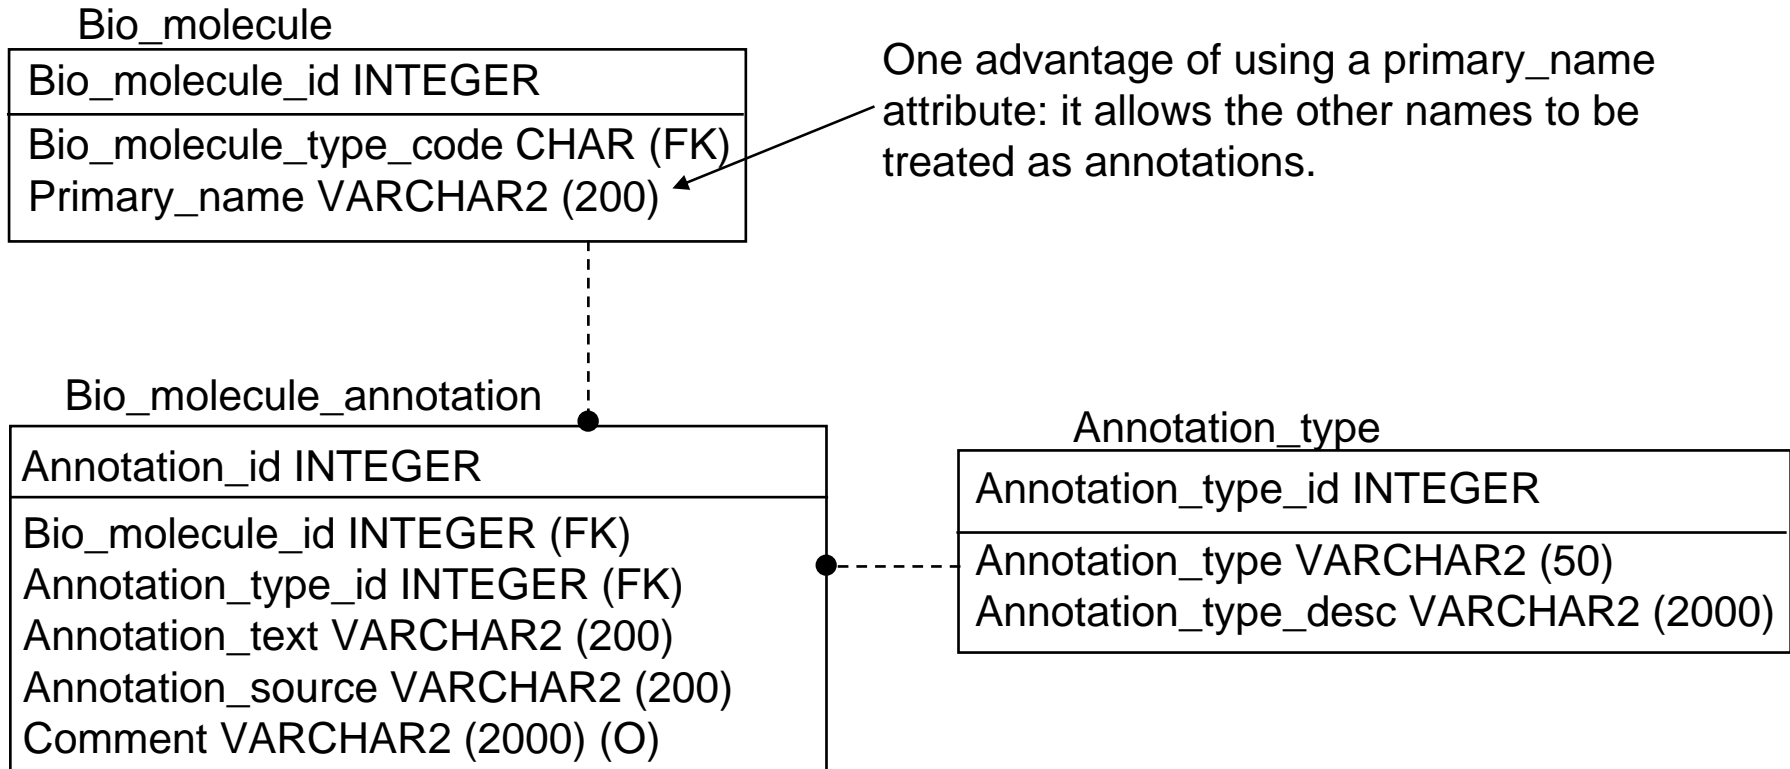 Bio_molecule
Bio_molecule_id INTEGER
Bio_molecule_type_code CHAR (FK)
Primary_name VARCHAR2 (200)
One advantage of using a primary_name
attribute: it allows the other names to be
treated as annotations.
Bio_molecule_annotation
Annotation_id INTEGER
Bio_molecule_id INTEGER (FK)
Annotation_type_id INTEGER (FK)
Annotation_text VARCHAR2 (200)
Annotation_source VARCHAR2 (200)
Comment VARCHAR2 (2000) (O)
Annotation_type
Annotation_type_id INTEGER
Annotation_type VARCHAR2 (50)
Annotation_type_desc VARCHAR2 (2000)